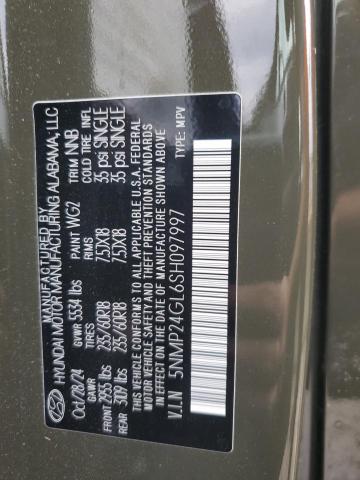 MANUFACTURED BY
HYUNDAI MOTOR MANUFACTURING ALABAMA, LLC
Oct/28/24 GVWR 5534 lbs PAINT WG2 TRIM NNB
GAWR TIRES RIMS COLD TIRE INFL
FRONT 2955 lbs 235/60R18 7.5JX18 35 psi SINGLE
REAR 3109 lbs 235/60R18 7.5JX18 35 psi SINGLE
THIS VEHICLE CONFORMS TO ALL APPLICABLE U.S.A. FEDERAL
MOTOR VEHICLE SAFETY AND THEFT PREVENTION STANDARDS
IN EFFECT ON THE DATE OF MANUFACTURE SHOWN ABOVE.
V.I.N 5NMP24GL6SH097997 TYPE: MPV